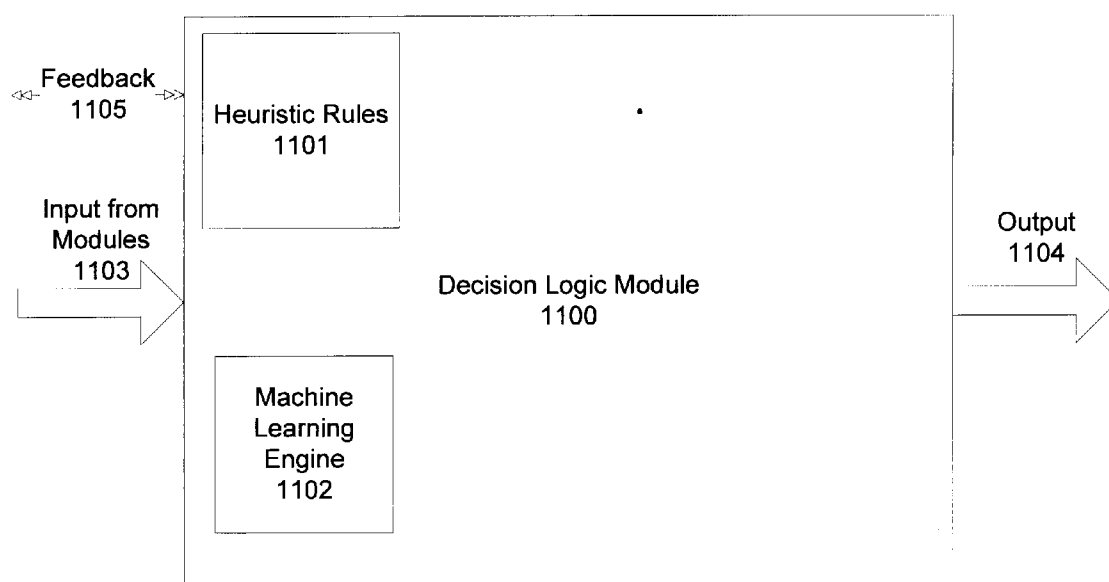 Feedback
1105
Heuristic Rules
1101
Input from
Modules
1103
Decision Logic Module
1100
Output
1104
Machine
Learning
Engine
1102